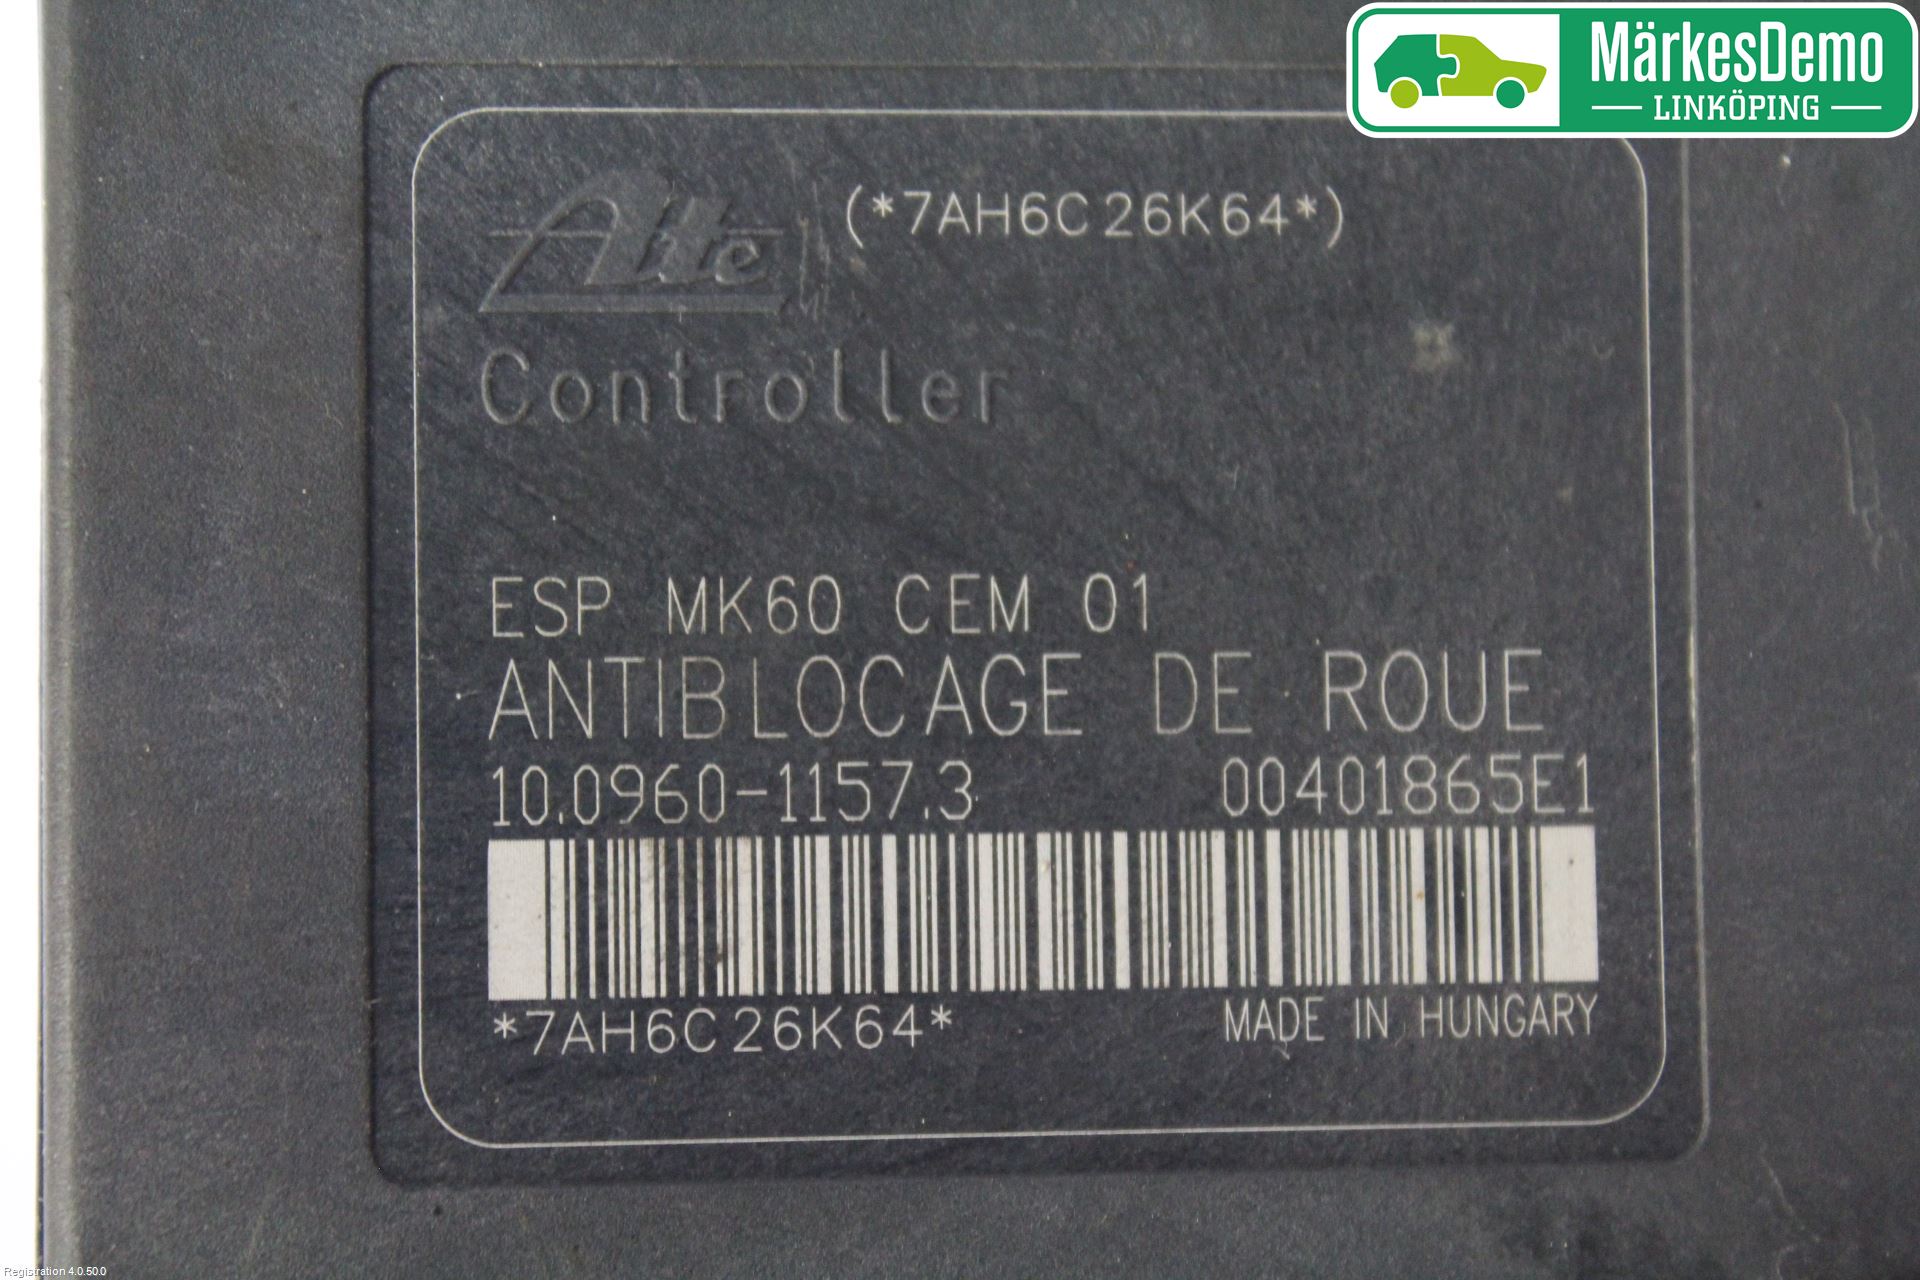 MärkesDemo
LINKÖPING
Ate
(*7AH6C26K64*)
Controller
ESP MK60 CEM 01
ANTIBLOCAGE DE ROUE
10.0960-1157.3 00401865E1
*7AH6C26K64* MADE IN HUNGARY
Registration 4.0.50.0